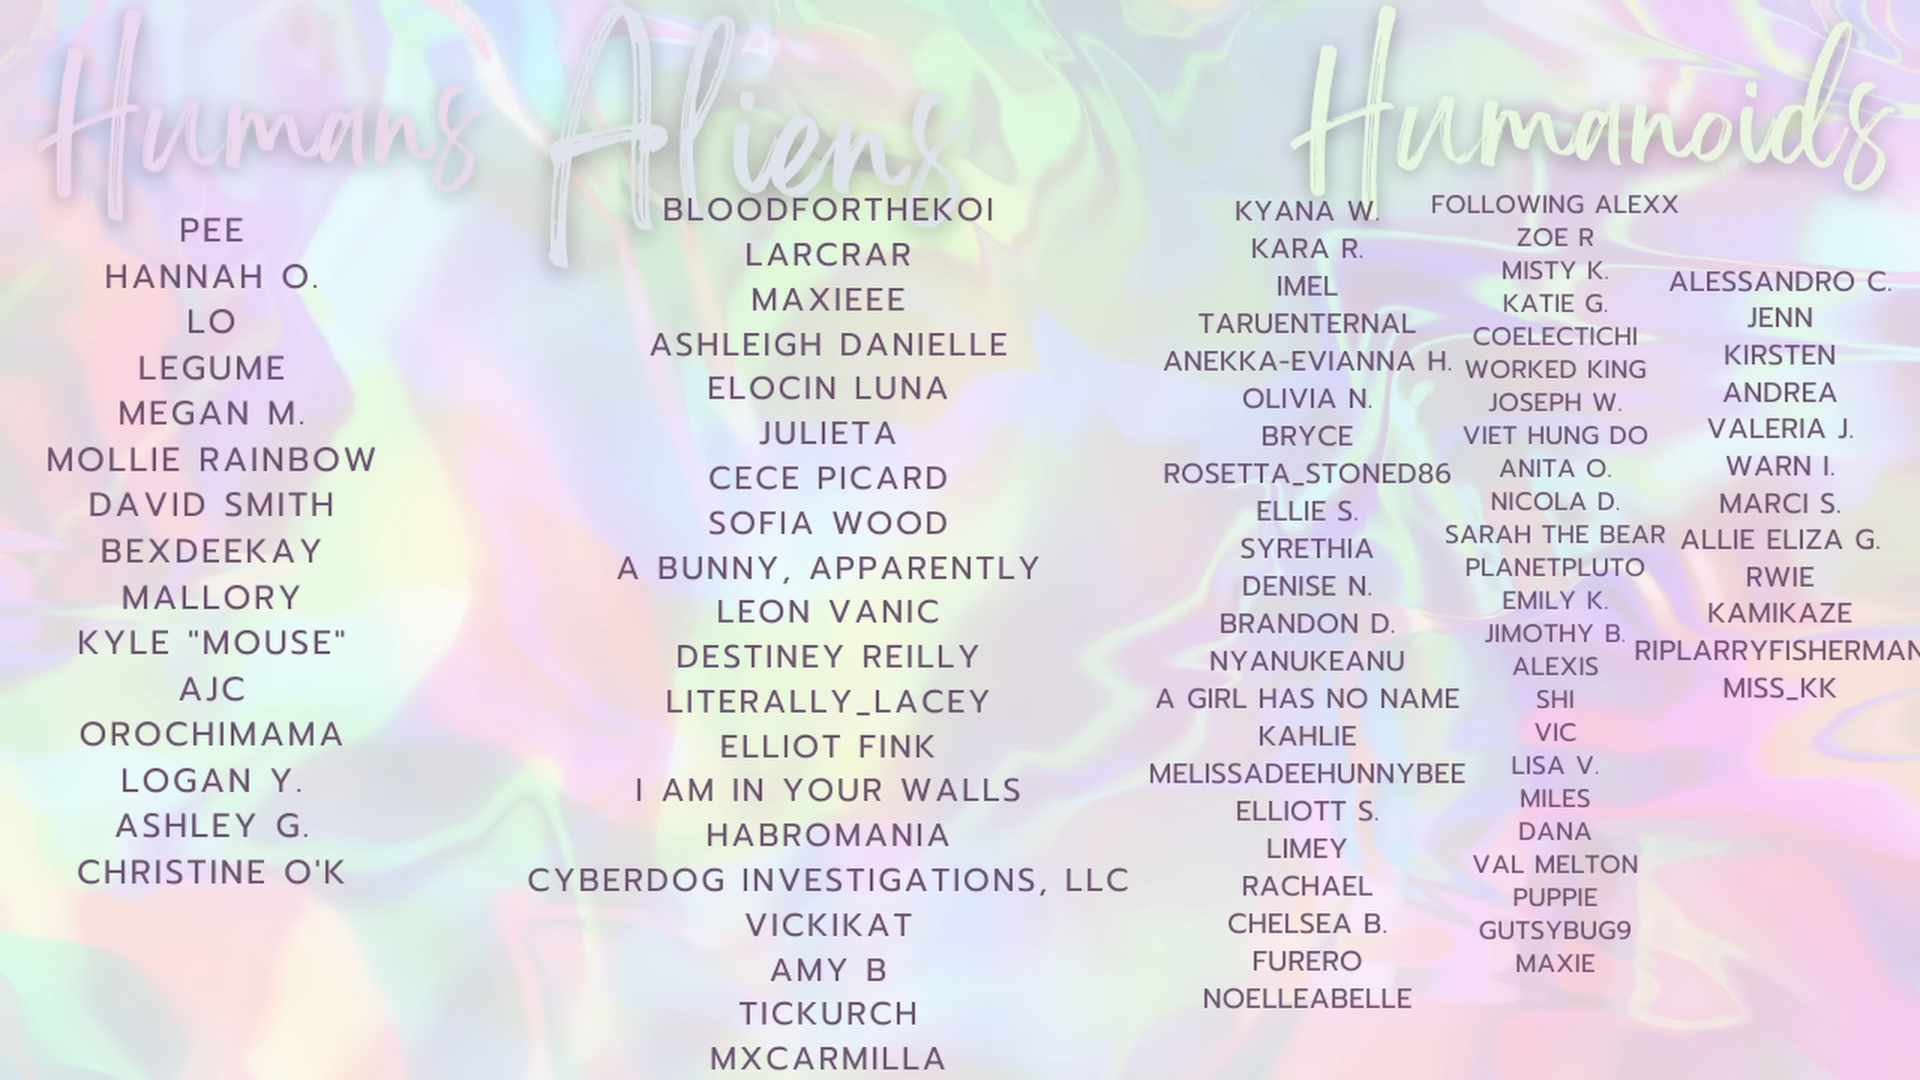 Humans
PEE
HANNAH O.
LO
LEGUME
MEGAN M.
MOLLIE RAINBOW
DAVID SMITH
BEXDEEKAY
MALLORY
KYLE "MOUSE"
AJC
OROCHIMAMA
LOGAN Y.
ASHLEY G.
CHRISTINE O'K
Aliens
BLOODFORTHEKOI
LARCRAR
MAXIEEE
ASHLEIGH DANIELLE
ELOCIN LUNA
JULIETA
CECE PICARD
SOFIA WOOD
A BUNNY, APPARENTLY
LEON VANIC
DESTINEY REILLY
LITERALLY_LACEY
ELLIOT FINK
I AM IN YOUR WALLS
HABROMANIA
CYBERDOG INVESTIGATIONS, LLC
VICKIKAT
AMY B
TICKURCH
MXCARMILLA
Humanoids
KYANA W.
KARA R.
IMEL
TARUENTERNAL
ANEKKA-EVIANNA H.
OLIVIA N.
BRYCE
ROSETTA_STONED86
ELLIE S.
SYRETHIA
DENISE N.
BRANDON D.
NYANUKEANU
A GIRL HAS NO NAME
KAHLIE
MELISSADEEHUNNYBEE
ELLIOTT S.
LIMEY
RACHAEL
CHELSEA B.
FURERO
NOELLEABELLE
FOLLOWING ALEXX
ZOE R
MISTY K.
KATIE G.
COELECTICHI
WORKED KING
JOSEPH W.
VIET HUNG DO
ANITA O.
NICOLA D.
SARAH THE BEAR
PLANETPLUTO
EMILY K.
JIMOTHY B.
ALEXIS
SHI
VIC
LISA V.
MILES
DANA
VAL MELTON
PUPPIE
GUTSYBUG9
MAXIE
ALESSANDRO C.
JENN
KIRSTEN
ANDREA
VALERIA J.
WARN I.
MARCI S.
ALLIE ELIZA G.
RWIE
KAMIKAZE
RIPLARRYFISHERMAN
MISS_KK